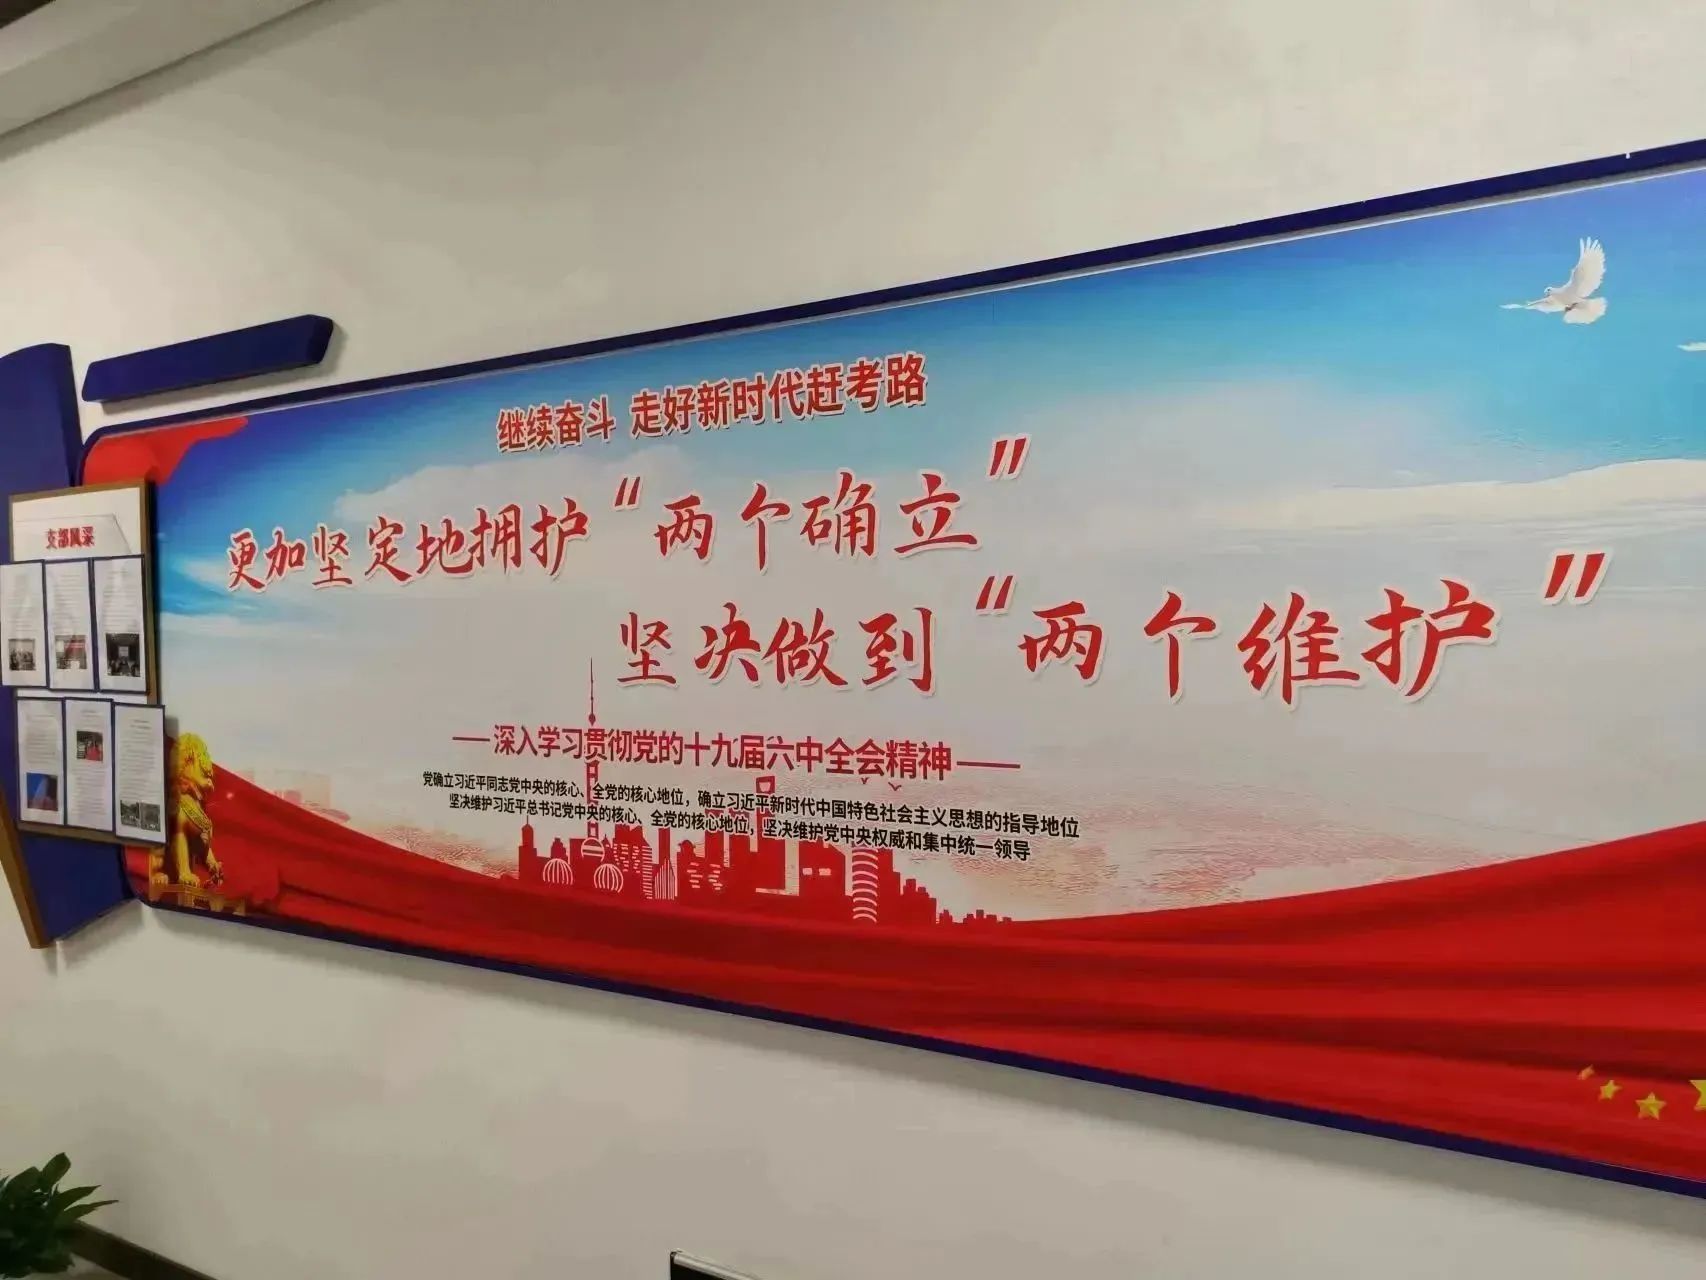 继续奋斗 走好新时代赶考路
更加坚定地拥护“两个确立”
坚决做到“两个维护”
深入学习贯彻党的十九届六中全会精神
党确立习近平同志党中央的核心、全党的核心地位，确立习近平新时代中国特色社会主义思想的指导地位
坚决维护习近平总书记党中央的核心、全党的核心地位，坚决维护党中央权威和集中统一领导
支部风采